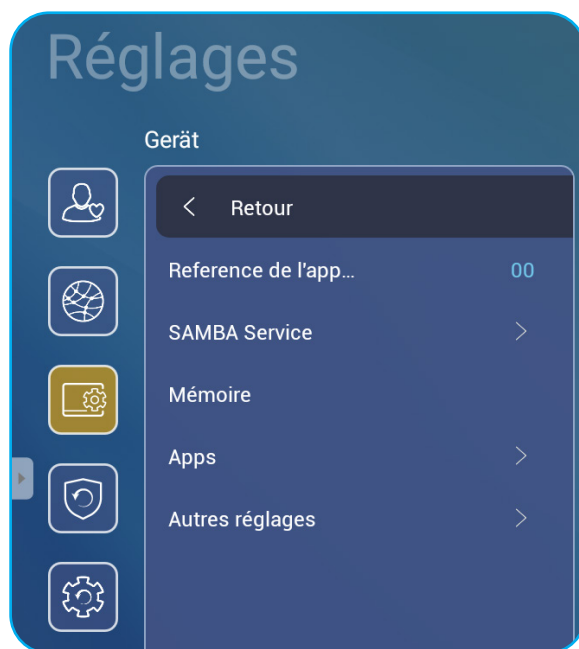 Réglages
Gerät
Retour
Reference de l'app... 00
SAMBA Service
Mémoire
Apps
Autres réglages